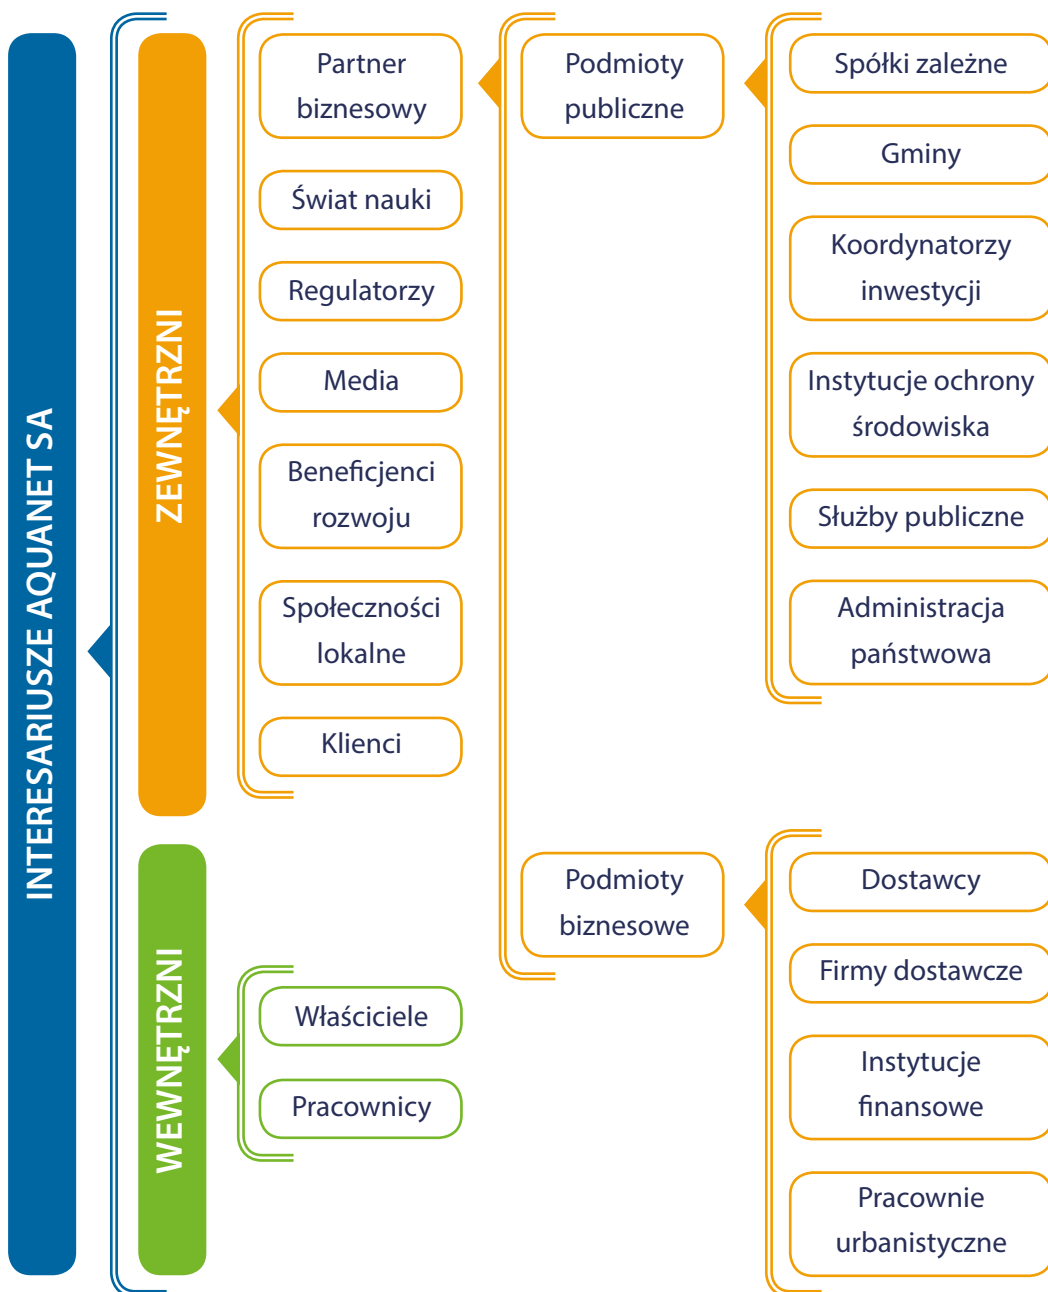 INTERESARIUSZE AQUANET SA
ZEWNĘTRZNI
Partner
biznesowy
Świat nauki
Regulatorzy
Media
Beneficjenci
rozwoju
Społeczności
lokalne
Klienci
Podmioty
publiczne
Spółki zależne
Gminy
Koordynatorzy
inwestycji
Instytucje ochrony
środowiska
Służby publiczne
Administracja
państwowa
Podmioty
biznesowe
Dostawcy
Firmy dostawcze
Instytucje
finansowe
Pracownie
urbanistyczne
WEWNĘTRZNI
Właściciele
Pracownicy